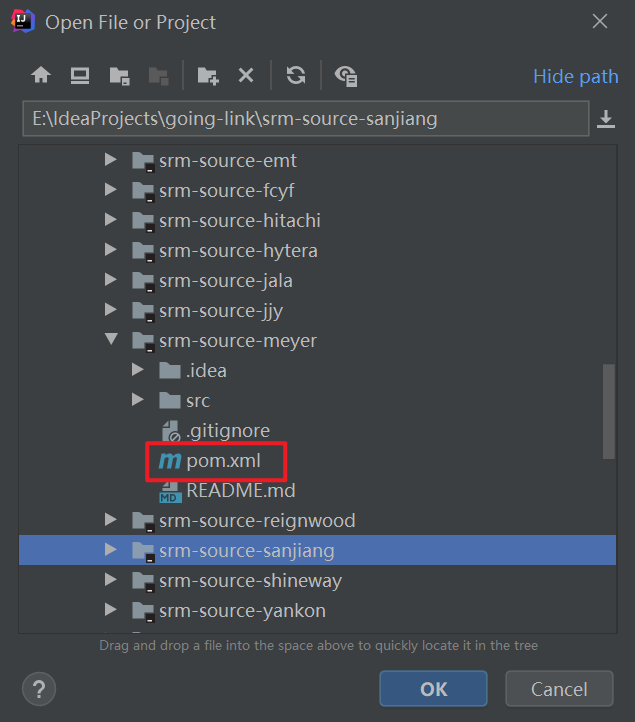 Open File or Project
Hide path
E:\IdeaProjects\going-link\srm-source-sanjiang
srm-source-emt
srm-source-fcyf
srm-source-hitachi
srm-source-hytera
srm-source-jala
srm-source-jjy
srm-source-meyer
.idea
src
.gitignore
m pom.xml
MD README.md
srm-source-reignwood
srm-source-sanjiang
srm-source-shineway
srm-source-yankon
Drag and drop a file into the space above to quickly locate it in the tree
? OK Cancel